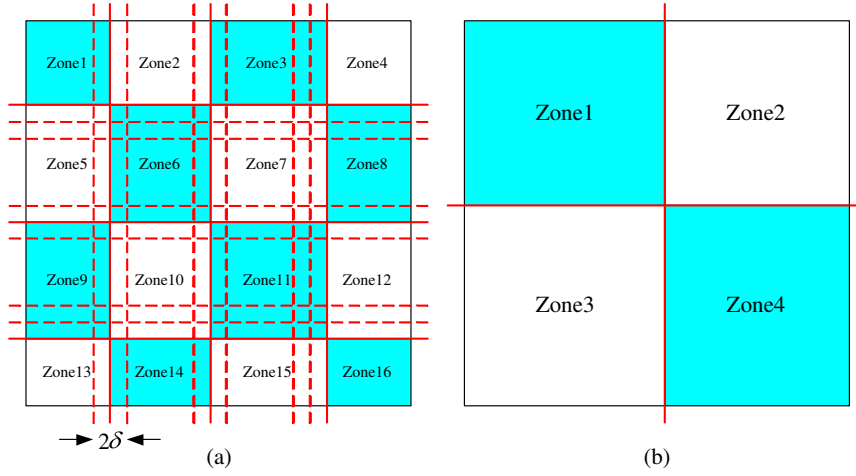 Zone1 Zone2 Zone3 Zone4
Zone5 Zone6 Zone7 Zone8
Zone9 Zone10 Zone11 Zone12
Zone13 Zone14 Zone15 Zone16
2δ
(a)
Zone1 Zone2
Zone3 Zone4
(b)